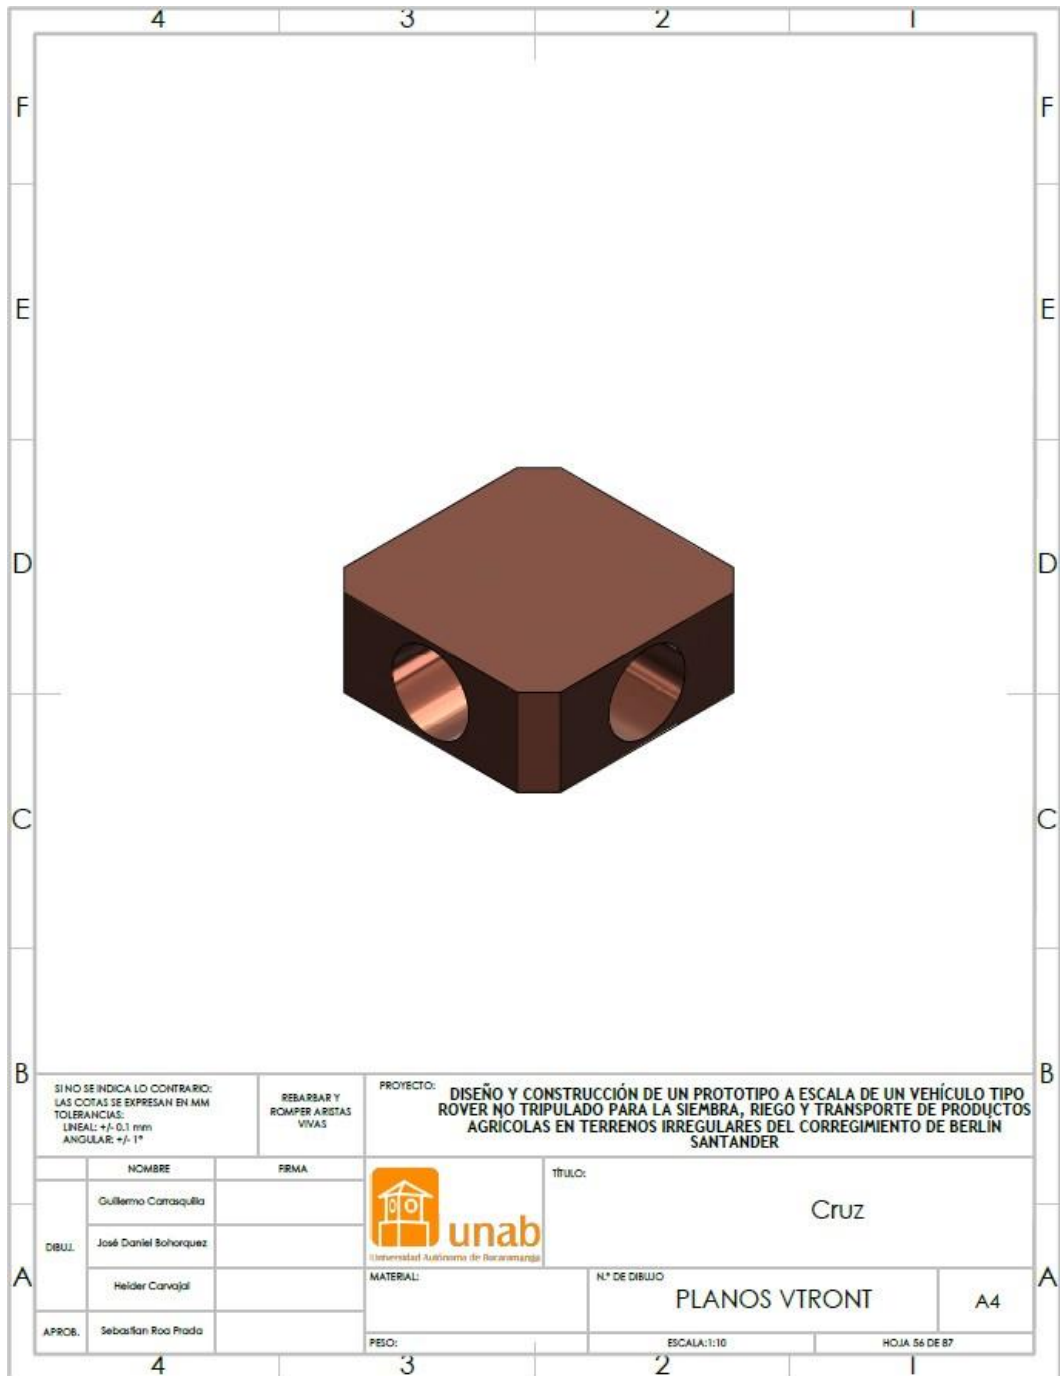 4 3 2 1
F F
E E
D D
C C
B B
A A
SI NO SE INDICA LO CONTRARIO:
LAS COTAS SE EXPRESAN EN MM
TOLERANCIAS:
LINEAL: +/- 0.1 mm
ANGULAR: +/- 1°
REBARBAR Y
ROMPER ARISTAS
VIVAS
PROYECTO:
DISEÑO Y CONSTRUCCIÓN DE UN PROTOTIPO A ESCALA DE UN VEHÍCULO TIPO
ROVER NO TRIPULADO PARA LA SIEMBRA, RIEGO Y TRANSPORTE DE PRODUCTOS
AGRÍCOLAS EN TERRENOS IRREGULARES DEL CORREGIMIENTO DE BERLÍN
SANTANDER
NOMBRE
FIRMA
DIBUJ.
Guillermo Carrasquilla
José Daniel Bohorquez
Helder Carvajal
APROB.
Sebastian Roa Prada
unab
Universidad Autónoma de Bucaramanga
TÍTULO:
Cruz
MATERIAL:
N.º DE DIBUJO
PLANOS VTRONT
A4
PESO:
ESCALA:1:10
HOJA 56 DE 87
4 3 2 1